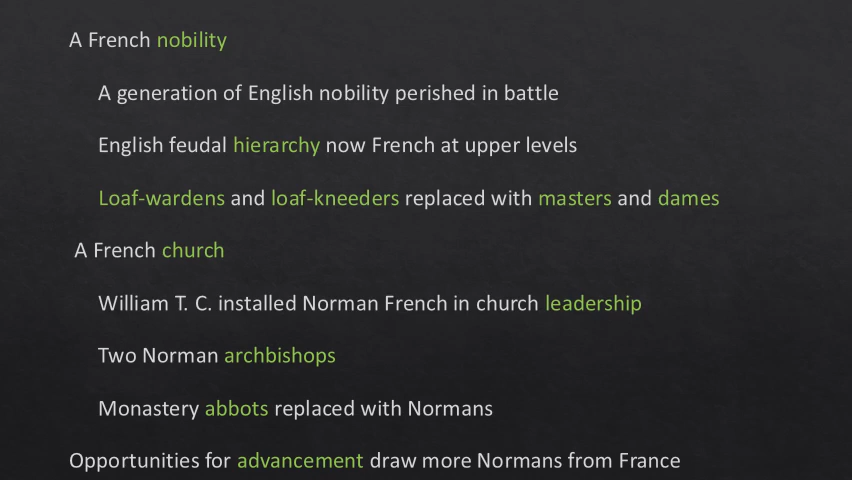 A French nobility
A generation of English nobility perished in battle
English feudal hierarchy now French at upper levels
Loaf-wardens and loaf-kneeders replaced with masters and dames
A French church
William T. C. installed Norman French in church leadership
Two Norman archbishops
Monastery abbots replaced with Normans
Opportunities for advancement draw more Normans from France